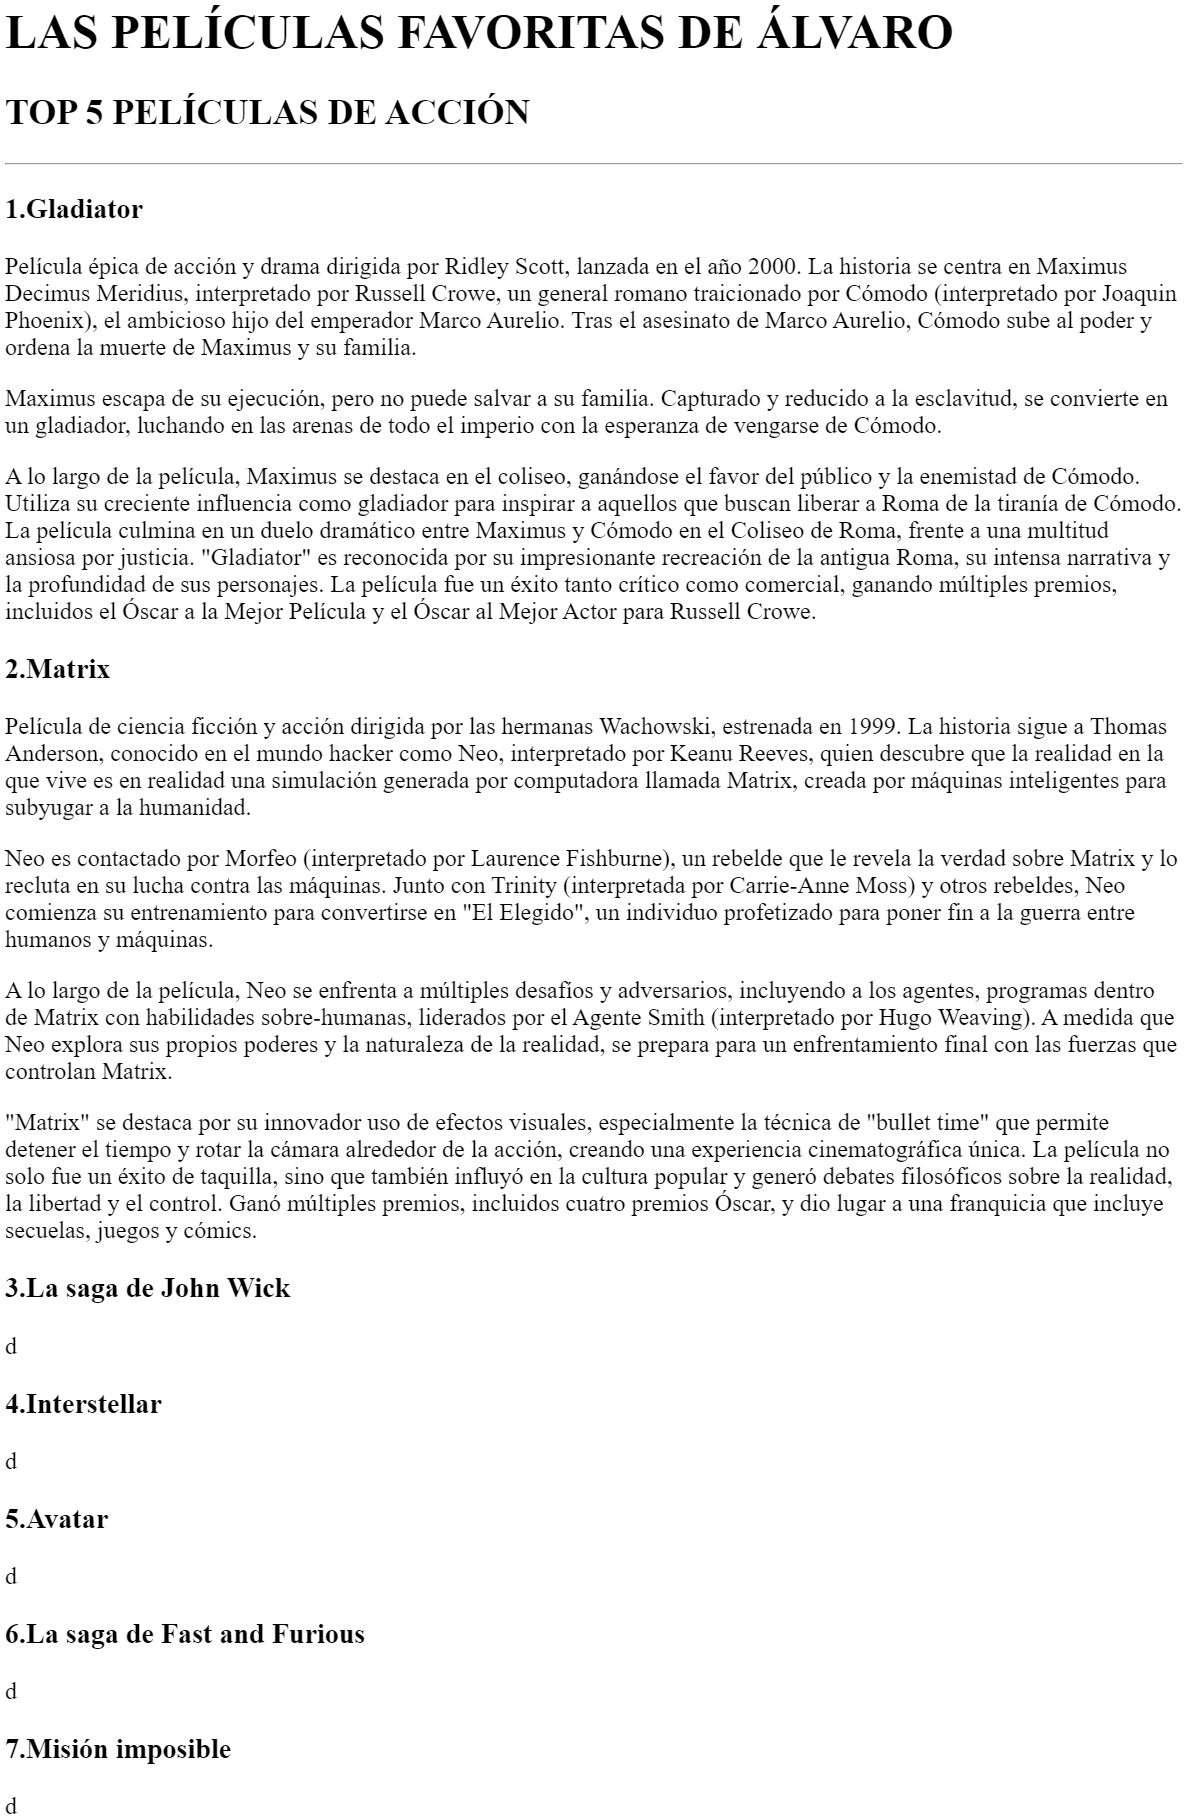 LAS PELÍCULAS FAVORITAS DE ÁLVARO
TOP 5 PELÍCULAS DE ACCIÓN
1.Gladiator
Película épica de acción y drama dirigida por Ridley Scott, lanzada en el año 2000. La historia se centra en Maximus
Decimus Meridius, interpretado por Russell Crowe, un general romano traicionado por Cómodo (interpretado por Joaquin
Phoenix), el ambicioso hijo del emperador Marco Aurelio. Tras el asesinato de Marco Aurelio, Cómodo sube al poder y
ordena la muerte de Maximus y su familia.
Maximus escapa de su ejecución, pero no puede salvar a su familia. Capturado y reducido a la esclavitud, se convierte en
un gladiador, luchando en las arenas de todo el imperio con la esperanza de vengarse de Cómodo.
A lo largo de la película, Maximus se destaca en el coliseo, ganándose el favor del público y la enemistad de Cómodo.
Utiliza su creciente influencia como gladiador para inspirar a aquellos que buscan liberar a Roma de la tiranía de Cómodo.
La película culmina en un duelo dramático entre Maximus y Cómodo en el Coliseo de Roma, frente a una multitud
ansiosa por justicia. "Gladiator" es reconocida por su impresionante recreación de la antigua Roma, su intensa narrativa y
la profundidad de sus personajes. La película fue un éxito tanto crítico como comercial, ganando múltiples premios,
incluidos el Óscar a la Mejor Película y el Óscar al Mejor Actor para Russell Crowe.
2.Matrix
Película de ciencia ficción y acción dirigida por las hermanas Wachowski, estrenada en 1999. La historia sigue a Thomas
Anderson, conocido en el mundo hacker como Neo, interpretado por Keanu Reeves, quien descubre que la realidad en la
que vive es en realidad una simulación generada por computadora llamada Matrix, creada por máquinas inteligentes para
subyugar a la humanidad.
Neo es contactado por Morfeo (interpretado por Laurence Fishburne), un rebelde que le revela la verdad sobre Matrix y lo
recluta en su lucha contra las máquinas. Junto con Trinity (interpretada por Carrie-Anne Moss) y otros rebeldes, Neo
comienza su entrenamiento para convertirse en "El Elegido", un individuo profetizado para poner fin a la guerra entre
humanos y máquinas.
A lo largo de la película, Neo se enfrenta a múltiples desafíos y adversarios, incluyendo a los agentes, programas dentro
de Matrix con habilidades sobre-humanas, liderados por el Agente Smith (interpretado por Hugo Weaving). A medida que
Neo explora sus propios poderes y la naturaleza de la realidad, se prepara para un enfrentamiento final con las fuerzas que
controlan Matrix.
"Matrix" se destaca por su innovador uso de efectos visuales, especialmente la técnica de "bullet time" que permite
detener el tiempo y rotar la cámara alrededor de la acción, creando una experiencia cinematográfica única. La película no
solo fue un éxito de taquilla, sino que también influyó en la cultura popular y generó debates filosóficos sobre la realidad,
la libertad y el control. Ganó múltiples premios, incluidos cuatro premios Óscar, y dio lugar a una franquicia que incluye
secuelas, juegos y cómics.
3.La saga de John Wick
d
4.Interstellar
d
5.Avatar
d
6.La saga de Fast and Furious
d
7.Misión imposible
d